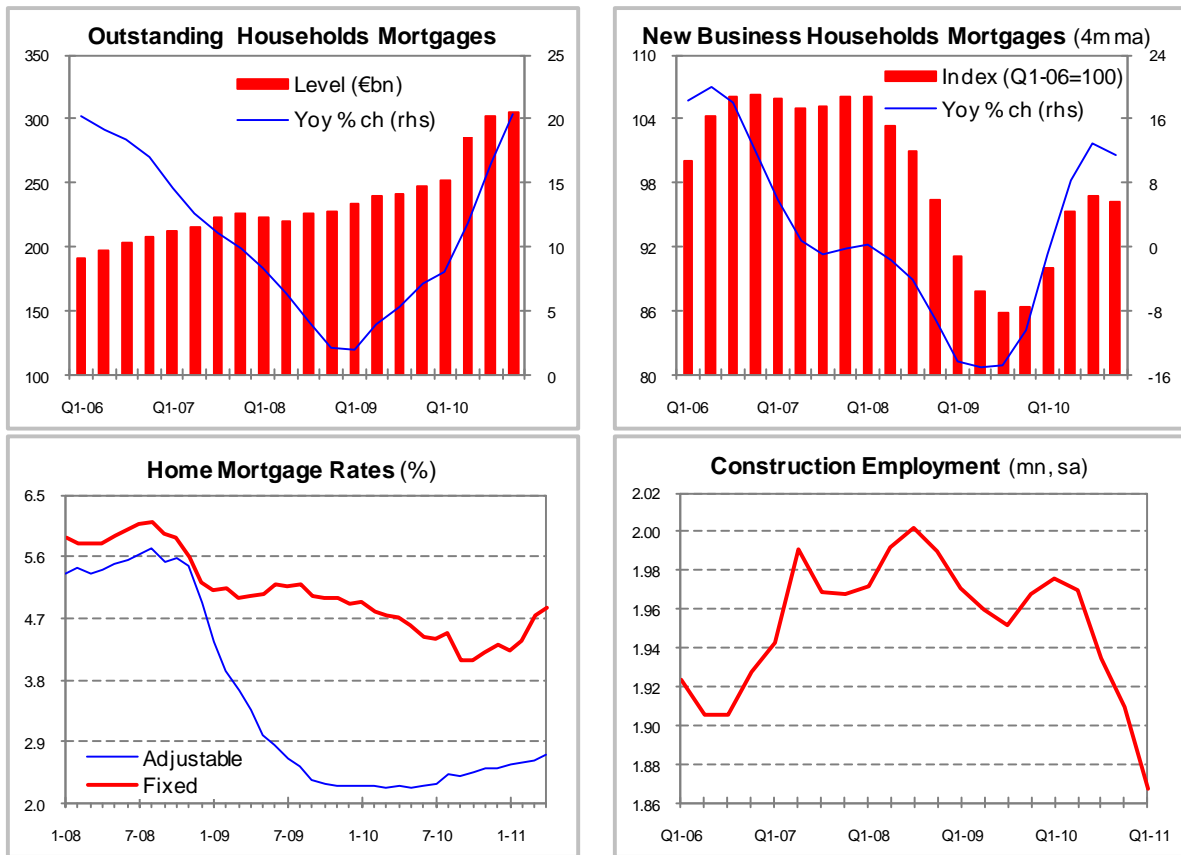 Outstanding Households Mortgages
350
300
250
200
150
100
25
20
15
10
5
0
Level (€bn)
Yoy % ch (rhs)
Q1-06 Q1-07 Q1-08 Q1-09 Q1-10
New Business Households Mortgages (4m ma)
110
104
98
92
86
80
24
16
8
0
-8
-16
Index (Q1-06=100)
Yoy % ch (rhs)
Q1-06 Q1-07 Q1-08 Q1-09 Q1-10
Home Mortgage Rates (%)
6.5
5.6
4.7
3.8
2.9
2.0
Adjustable
Fixed
1-08 7-08 1-09 7-09 1-10 7-10 1-11
Construction Employment (mn, sa)
2.02
2.00
1.98
1.96
1.94
1.92
1.90
1.88
1.86
Q1-06 Q1-07 Q1-08 Q1-09 Q1-10 Q1-11